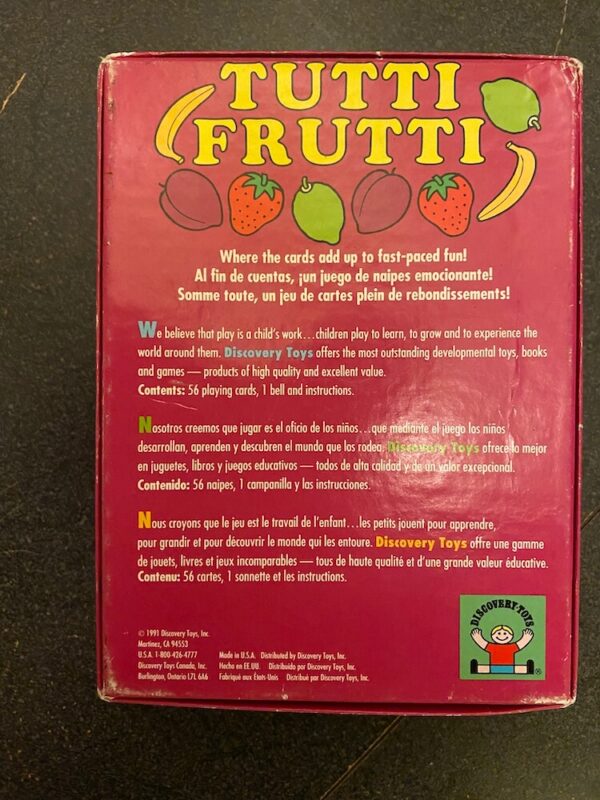 TUTTI
FRUTTI
Where the cards add up to fast-paced fun!
Al fin de cuentas, ¡un juego de naipes emocionante!
Somme toute, un jeu de cartes plein de rebondissements!
We believe that play is a child's work...children play to learn, to grow and to experience the
world around them. Discovery Toys offers the most outstanding developmental toys, books
and games — products of high quality and excellent value.
Contents: 56 playing cards, 1 bell and instructions.
Nosotros creemos que jugar es el oficio de los niños...que mediante el juego los niños
desarrollan, aprenden y descubren el mundo que los rodea. Discovery Toys ofrece lo mejor
en juguetes, libros y juegos educativos — todos de alta calidad y de un valor excepcional.
Contenido: 56 naipes, 1 campanilla y las instrucciones.
Nous croyons que le jeu est le travail de l'enfant...les petits jouent pour apprendre,
pour grandir et pour découvrir le monde qui les entoure. Discovery Toys offre une gamme
de jouets, livres et jeux incomparables — tous de haute qualité et d'une grande valeur éducative.
Contenu: 56 cartes, 1 sonnette et les instructions.
DISCOVERY TOYS
®
© 1991 Discovery Toys, Inc.
Martinez, CA 94553
U.S.A. 1-800-426-4777
Discovery Toys Canada, Inc.
Burlington, Ontario L7L 6A6
Made in U.S.A. Distributed by Discovery Toys, Inc.
Hecho en EE.UU. Distribuido por Discovery Toys, Inc.
Fabriqué aux États-Unis Distribué par Discovery Toys, Inc.